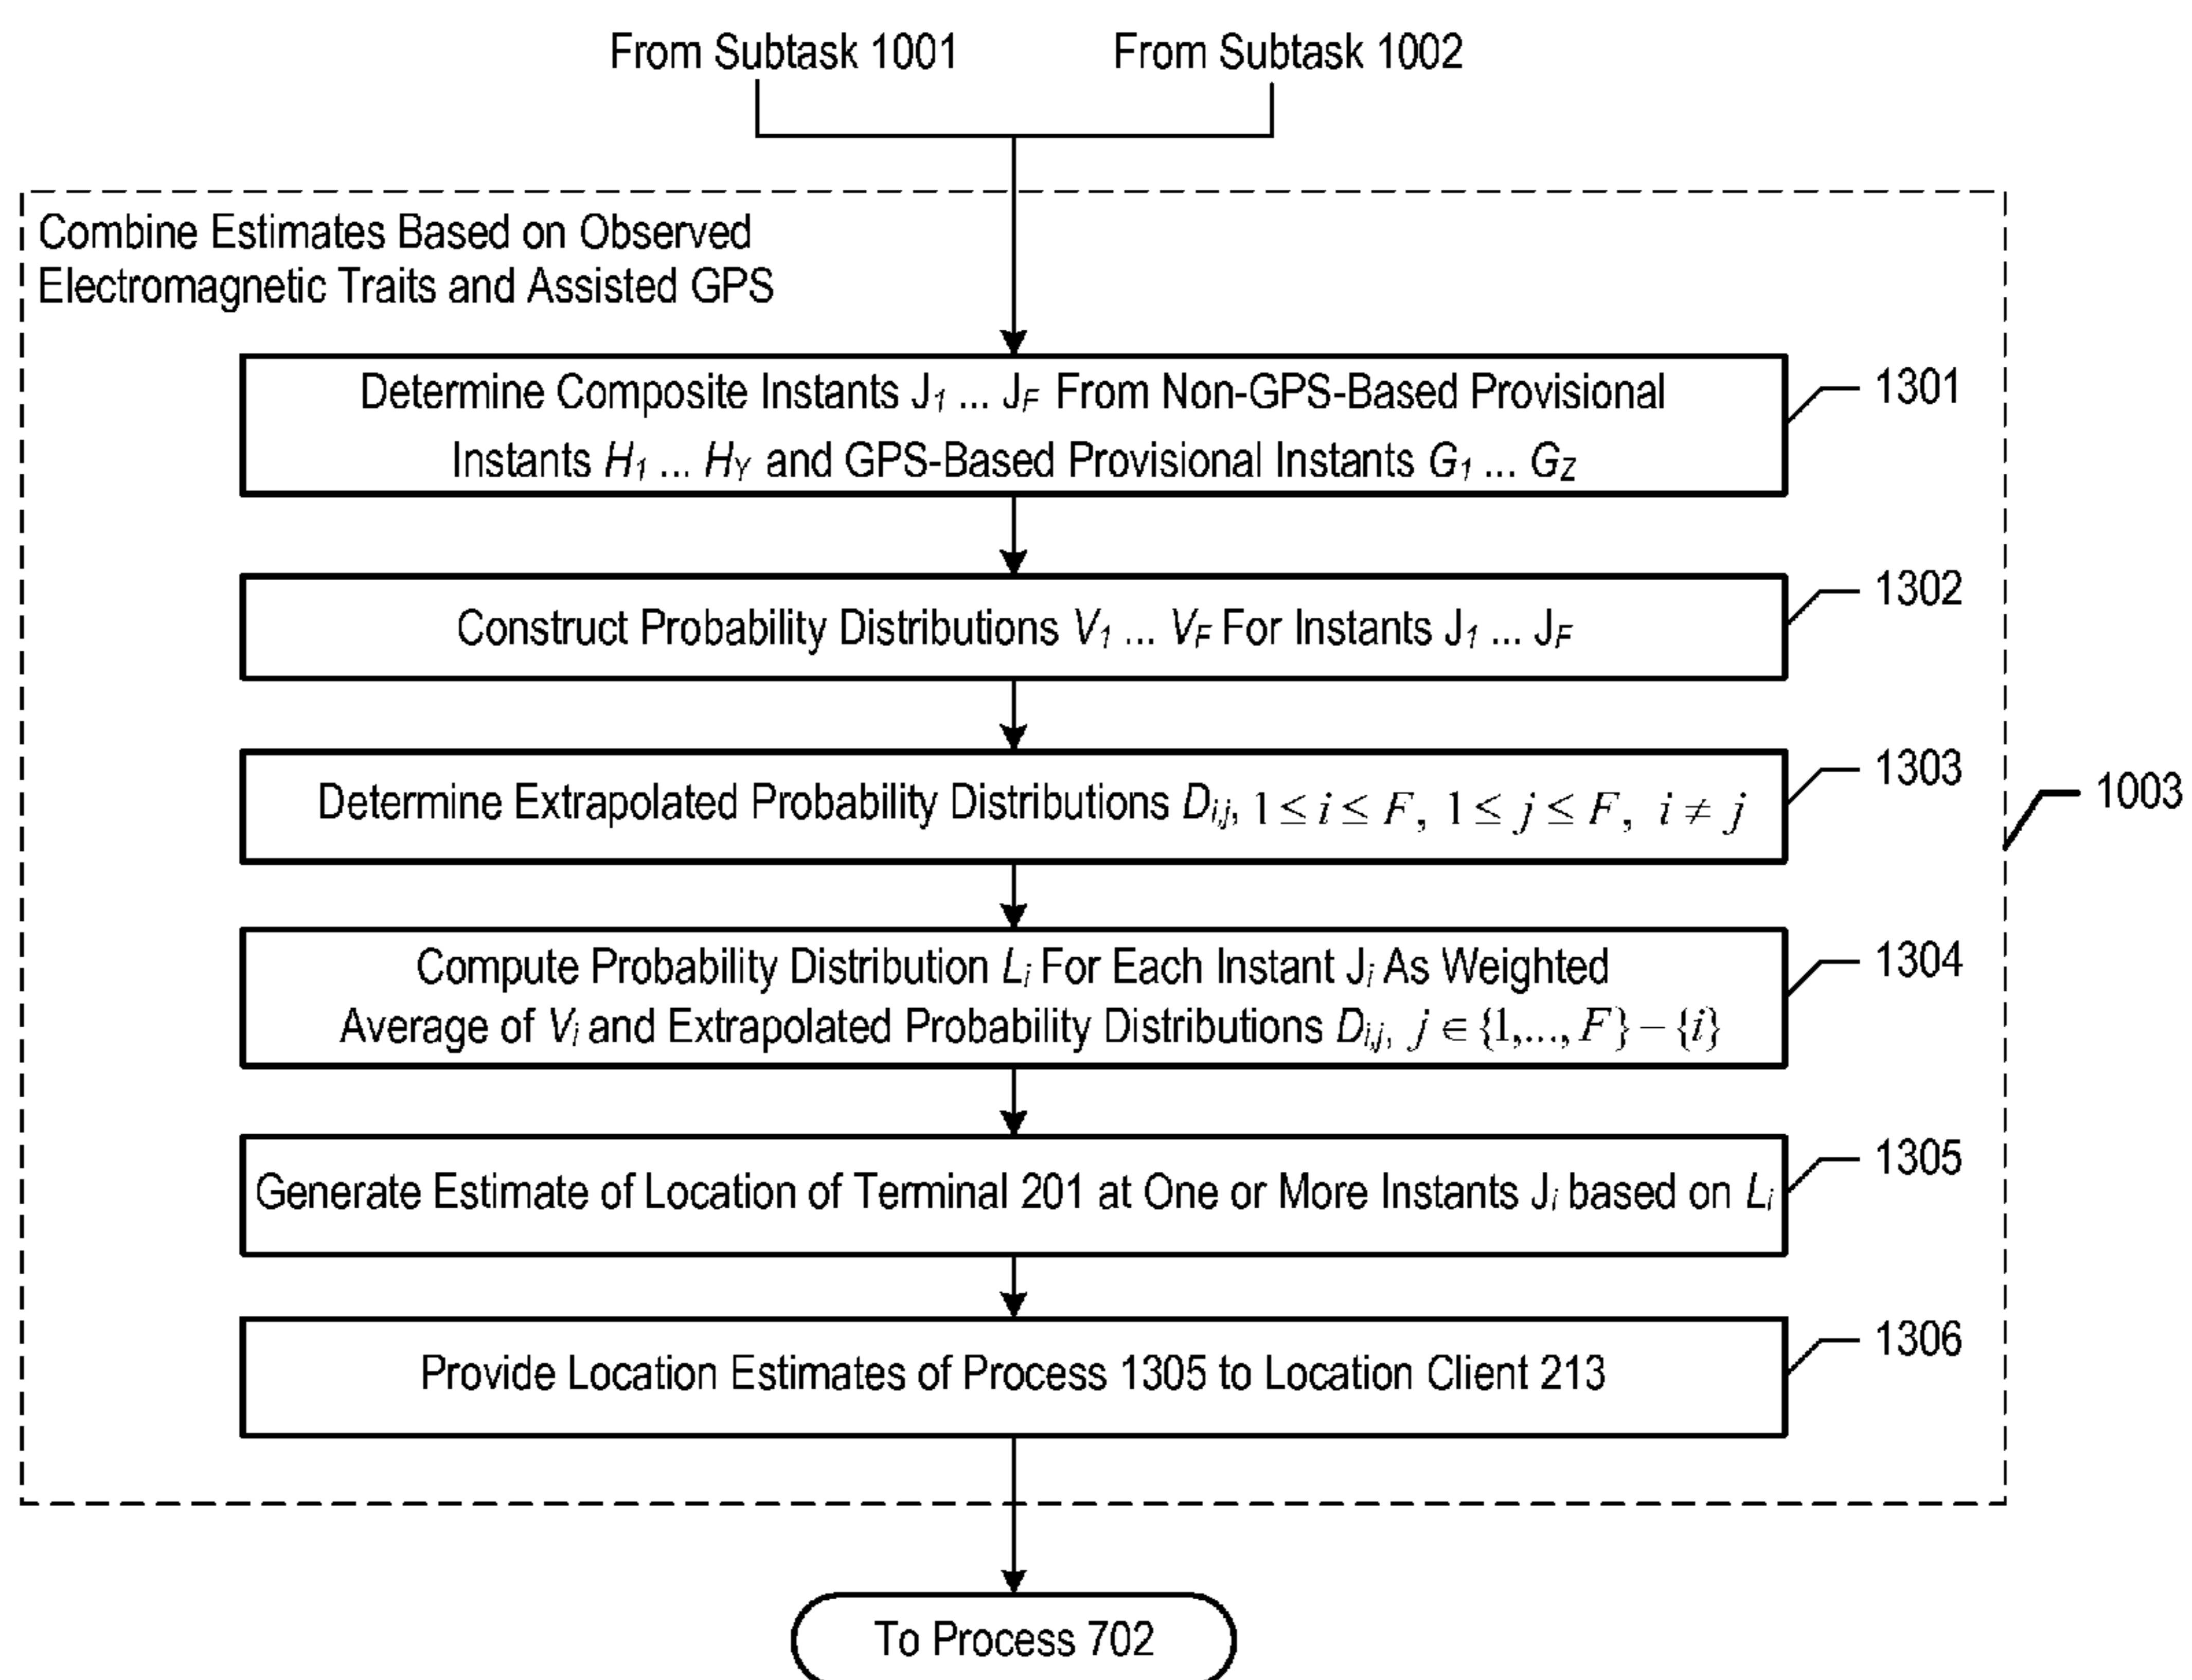 From Subtask 1001 From Subtask 1002
Combine Estimates Based on Observed
Electromagnetic Traits and Assisted GPS
Determine Composite Instants J1 ... JF From Non-GPS-Based Provisional
Instants H1 ... HY and GPS-Based Provisional Instants G1 ... GZ
1301
Construct Probability Distributions V1 ... VF For Instants J1 ... JF
1302
Determine Extrapolated Probability Distributions Di,j, 1 ≤ i ≤ F, 1 ≤ j ≤ F, i ≠ j
1303
1003
Compute Probability Distribution Li For Each Instant Ji As Weighted
Average of Vi and Extrapolated Probability Distributions Di,j, j ∈ {1,..., F} – {i}
1304
Generate Estimate of Location of Terminal 201 at One or More Instants Ji based on Li
1305
Provide Location Estimates of Process 1305 to Location Client 213
1306
To Process 702